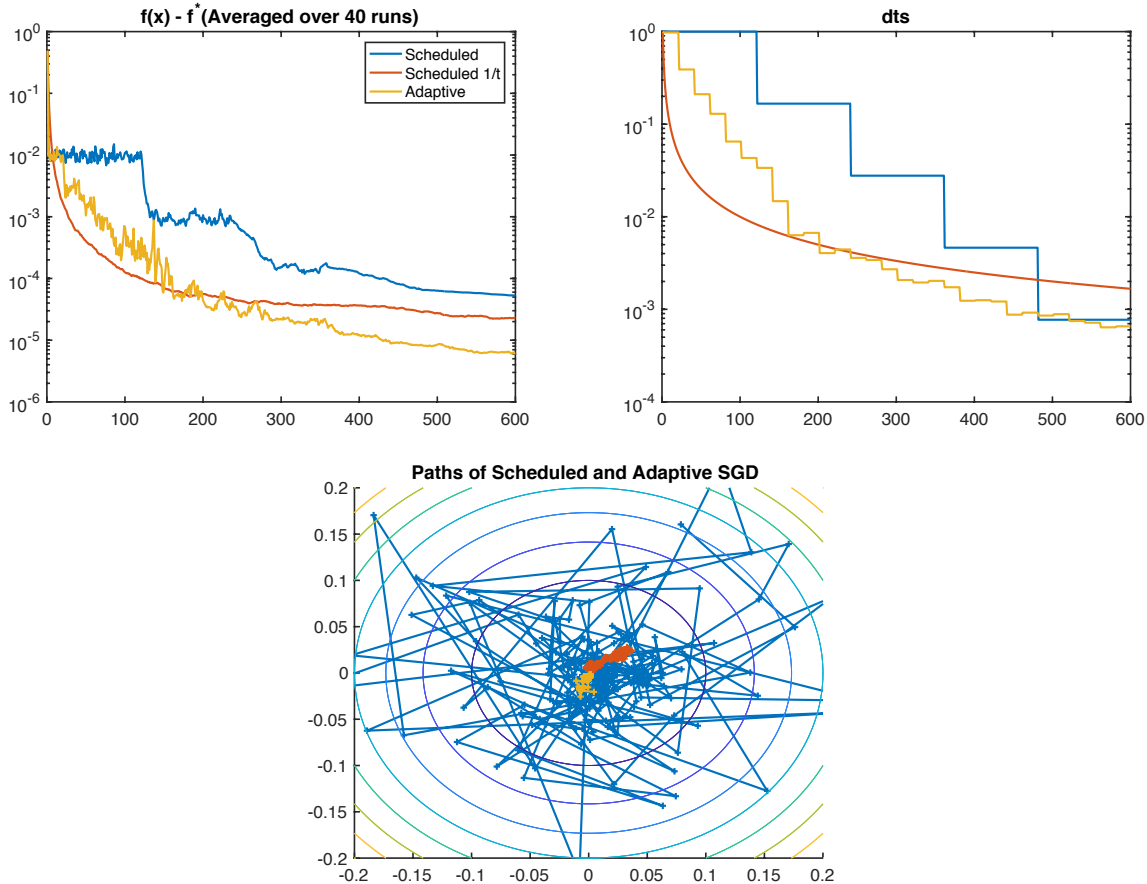 f(x) - f*(Averaged over 40 runs)
10⁰
10⁻¹
10⁻²
10⁻³
10⁻⁴
10⁻⁵
10⁻⁶
0 100 200 300 400 500 600
Scheduled
Scheduled 1/t
Adaptive
dts
10⁰
10⁻¹
10⁻²
10⁻³
10⁻⁴
0 100 200 300 400 500 600
Paths of Scheduled and Adaptive SGD
0.2
0.15
0.1
0.05
0
-0.05
-0.1
-0.15
-0.2
-0.2 -0.15 -0.1 -0.05 0 0.05 0.1 0.15 0.2